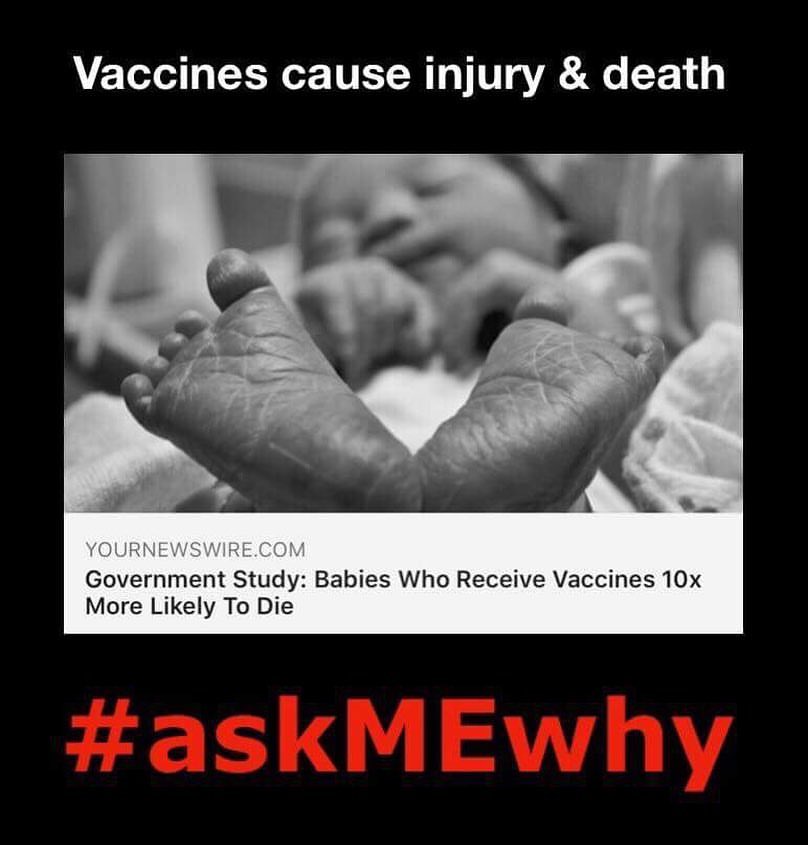 Vaccines cause injury & death
YOURNEWSWIRE.COM
Government Study: Babies Who Receive Vaccines 10x
More Likely To Die
#askMEwhy